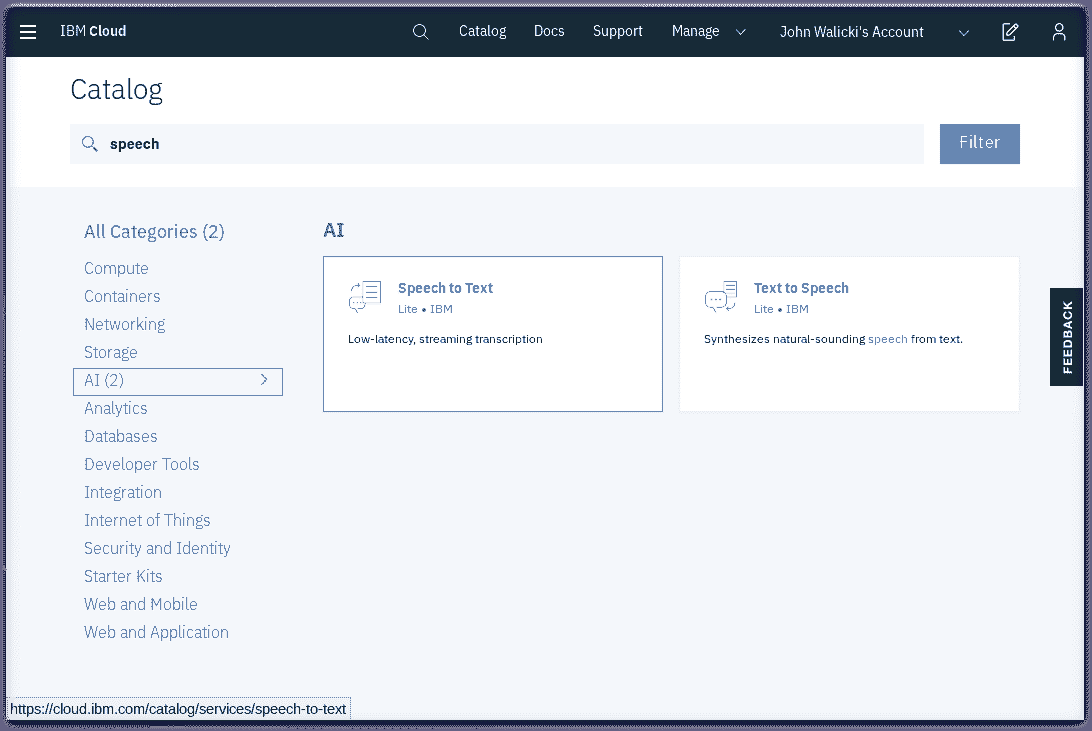 IBM Cloud Catalog Docs Support Manage John Walicki's Account
Catalog
speech
Filter
All Categories (2)
Compute
Containers
Networking
Storage
AI (2)
Analytics
Databases
Developer Tools
Integration
Internet of Things
Security and Identity
Starter Kits
Web and Mobile
Web and Application
AI
Speech to Text
Lite • IBM
Low-latency, streaming transcription
Text to Speech
Lite • IBM
Synthesizes natural-sounding speech from text.
FEEDBACK
https://cloud.ibm.com/catalog/services/speech-to-text